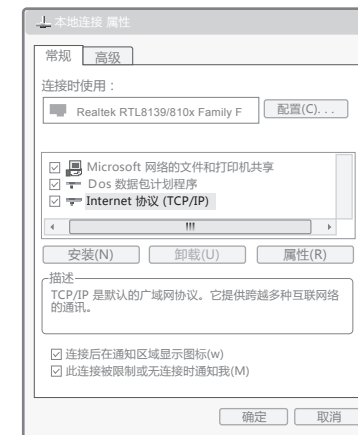 本地连接 属性
常规 高级
连接时使用：
Realtek RTL8139/810x Family F 配置(C)...
Microsoft 网络的文件和打印机共享
Dos 数据包计划程序
Internet 协议 (TCP/IP)
安装(N) 卸载(U) 属性(R)
描述
TCP/IP 是默认的广域网协议。它提供跨越多种互联网络
的通讯。
连接后在通知区域显示图标(w)
此连接被限制或无连接时通知我(M)
确定 取消